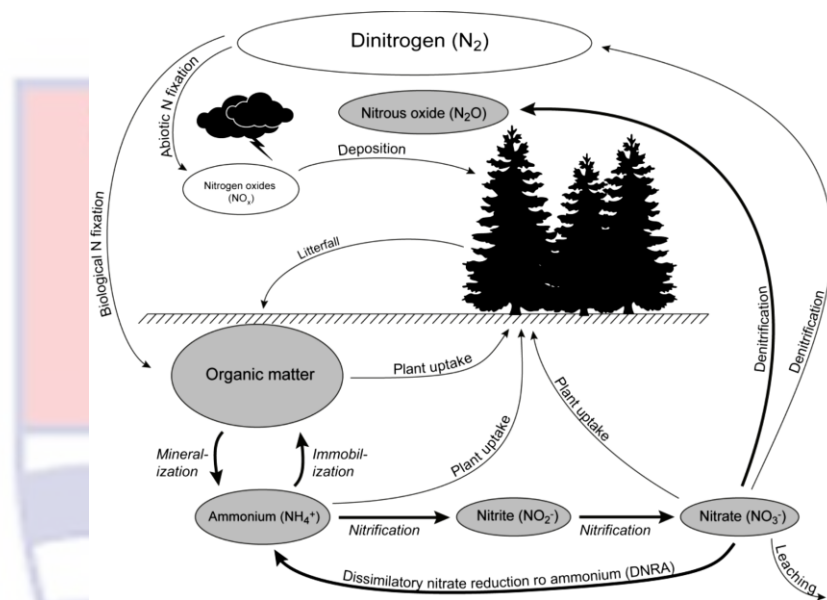 Dinitrogen (N₂)
Abiotic N fixation
Nitrous oxide (N₂O)
Deposition
Nitrogen oxides
(NOₓ)
Biological N fixation
Litterfall
Denitrification
Denitrification
Organic matter
Plant uptake
Plant uptake
Plant uptake
Mineral-
ization
Immobil-
ization
Ammonium (NH₄⁺)
Nitrification
Nitrite (NO₂⁻)
Nitrification
Nitrate (NO₃⁻)
Dissimilatory nitrate reduction ro ammonium (DNRA)
Leaching